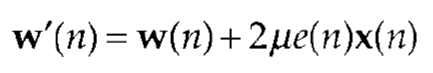 w′(n) = w(n) + 2μe(n)x(n)